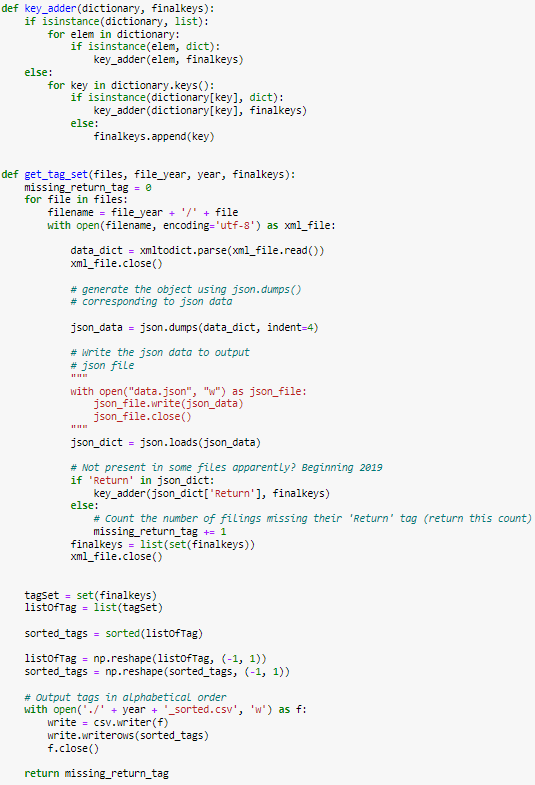 def key_adder(dictionary, finalkeys):
    if isinstance(dictionary, list):
        for elem in dictionary:
            if isinstance(elem, dict):
                key_adder(elem, finalkeys)
    else:
        for key in dictionary.keys():
            if isinstance(dictionary[key], dict):
                key_adder(dictionary[key], finalkeys)
            else:
                finalkeys.append(key)

def get_tag_set(files, file_year, year, finalkeys):
    missing_return_tag = 0
    for file in files:
        filename = file_year + '/' + file
        with open(filename, encoding='utf-8') as xml_file:

            data_dict = xmltodict.parse(xml_file.read())
            xml_file.close()

            # generate the object using json.dumps()
            # corresponding to json data

            json_data = json.dumps(data_dict, indent=4)

            # Write the json data to output
            # json file
            """
            with open("data.json", "w") as json_file:
                json_file.write(json_data)
                json_file.close()
            """
            json_dict = json.loads(json_data)

            # Not present in some files apparently? Beginning 2019
            if 'Return' in json_dict:
                key_adder(json_dict['Return'], finalkeys)
            else:
                # Count the number of filings missing their 'Return' tag (return this count)
                missing_return_tag += 1
            finalkeys = list(set(finalkeys))
            xml_file.close()

    tagSet = set(finalkeys)
    listOfTag = list(tagSet)

    sorted_tags = sorted(listOfTag)

    listOfTag = np.reshape(listOfTag, (-1, 1))
    sorted_tags = np.reshape(sorted_tags, (-1, 1))

    # Output tags in alphabetical order
    with open('./' + year + '_sorted.csv', 'w') as f:
        write = csv.writer(f)
        write.writerows(sorted_tags)
        f.close()

    return missing_return_tag